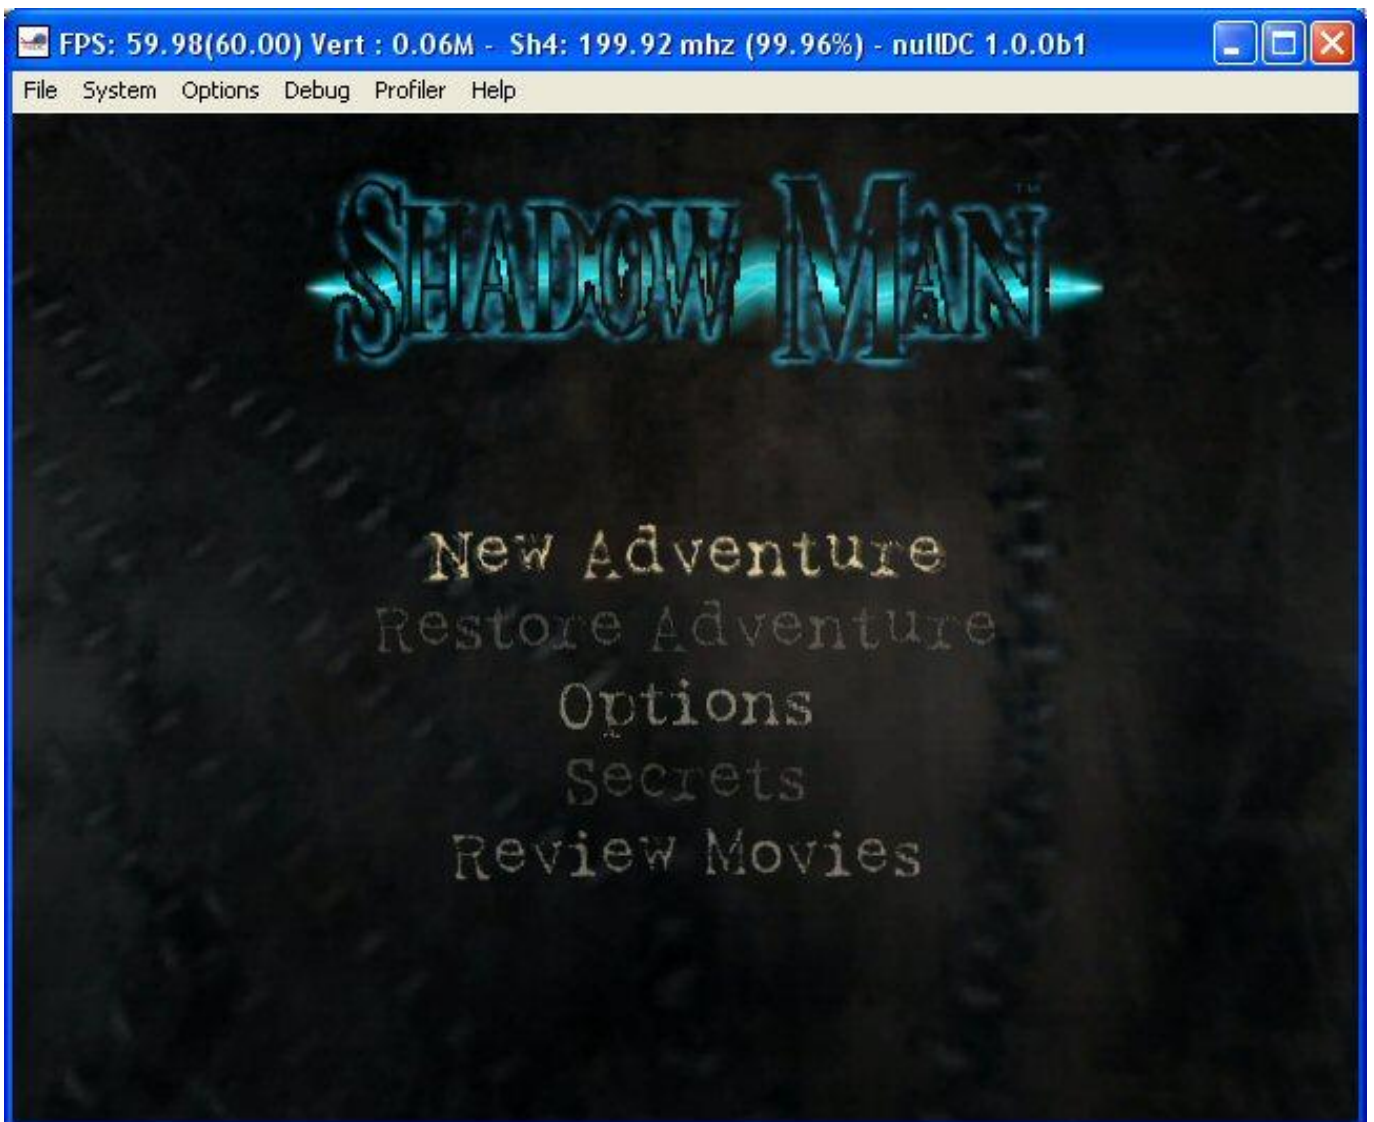 FPS: 59.98(60.00) Vert : 0.06M - Sh4: 199.92 mhz (99.96%) - nullDC 1.0.0b1
File System Options Debug Profiler Help
SHADOW MAN TM
New Adventure
Restore Adventure
Options
Secrets
Review Movies